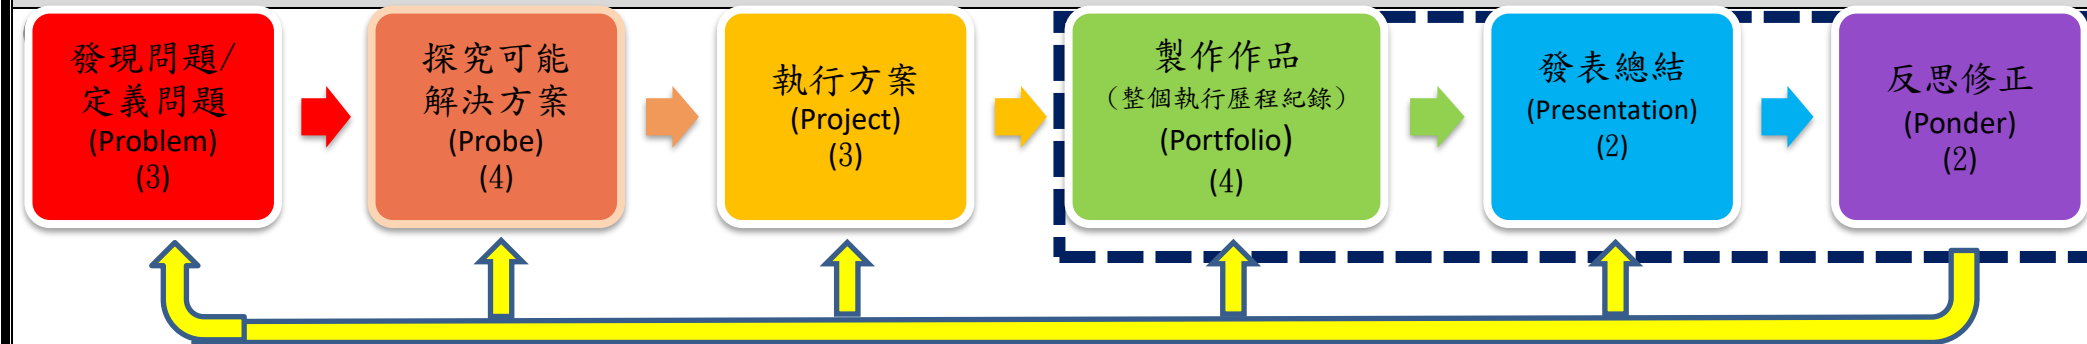 發現問題/
定義問題
(Problem)
(3)
探究可能
解決方案
(Probe)
(4)
執行方案
(Project)
(3)
製作作品
（整個執行歷程紀錄）
(Portfolio)
(4)
發表總結
(Presentation)
(2)
反思修正
(Ponder)
(2)